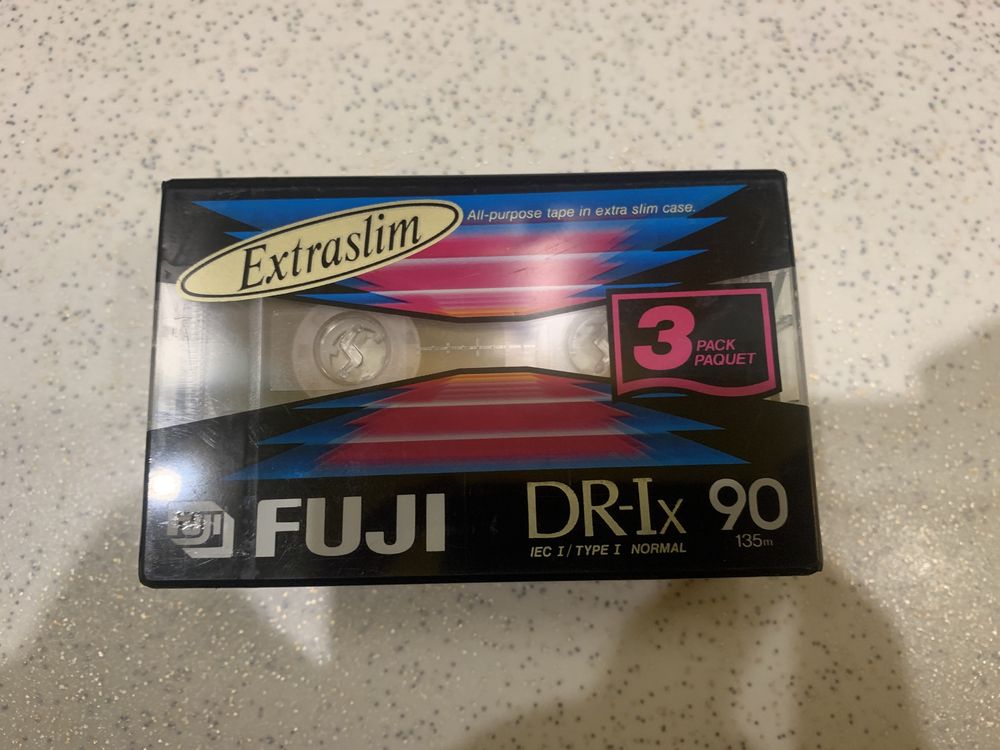 Extraslim
All-purpose tape in extra slim case.
3 PACK
PAQUET
FUJI FUJI
DR-Ix 90
IEC I / TYPE I NORMAL 135m